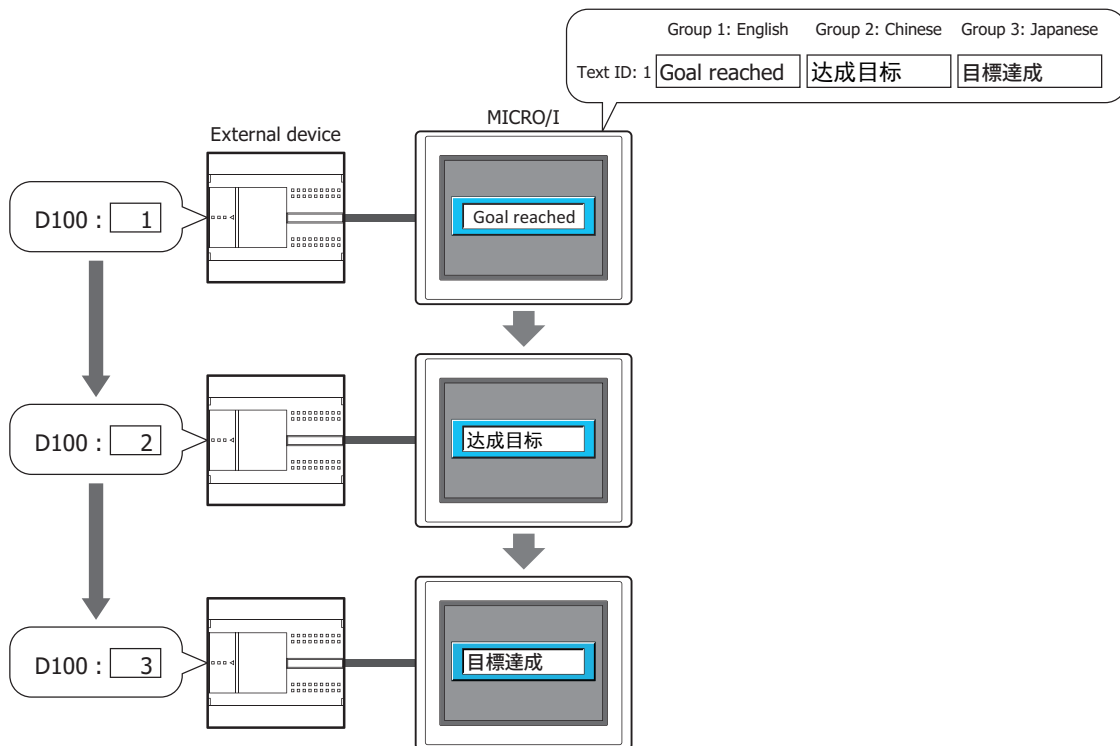 Group 1: English Group 2: Chinese Group 3: Japanese
Text ID: 1 Goal reached 达成目标 目標達成
MICRO/I
External device
D100 : 1
Goal reached
D100 : 2
达成目标
D100 : 3
目標達成